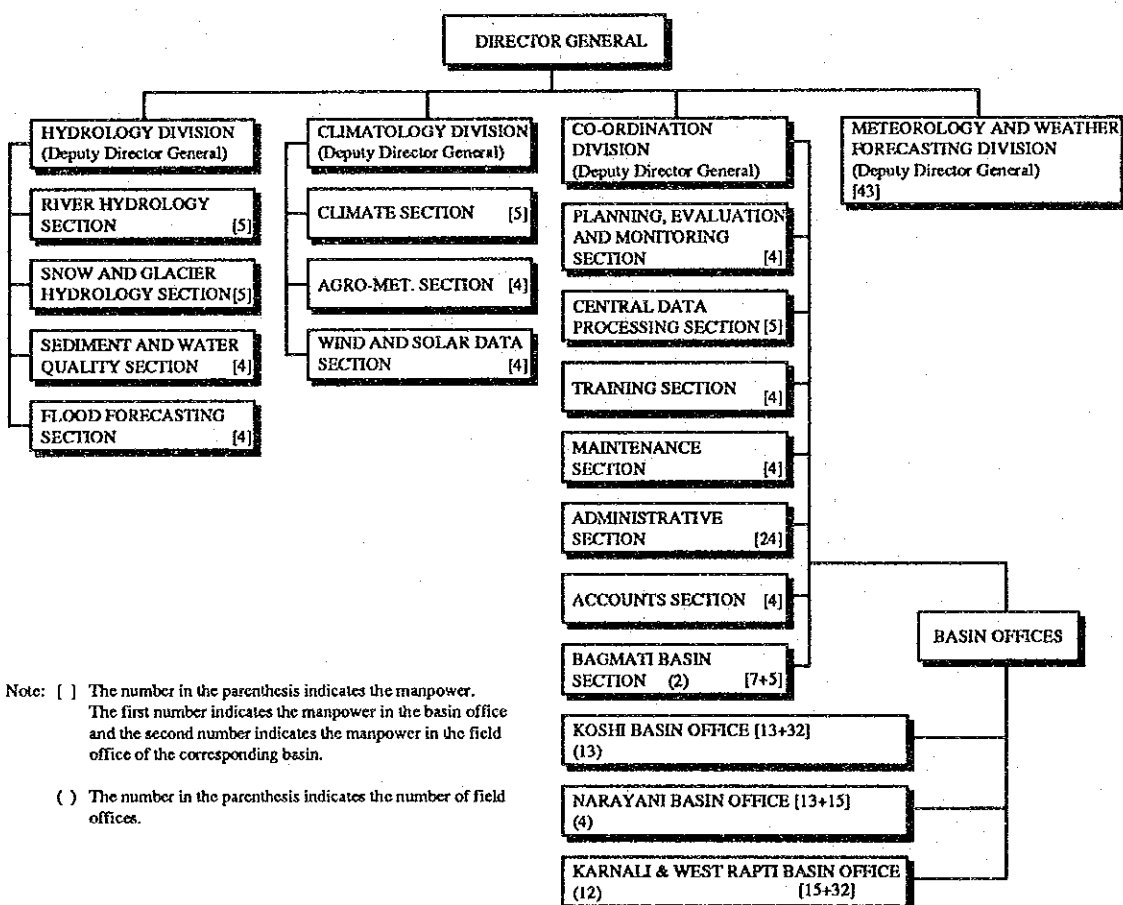 DIRECTOR GENERAL
HYDROLOGY DIVISION
(Deputy Director General)
RIVER HYDROLOGY
SECTION [5]
SNOW AND GLACIER
HYDROLOGY SECTION[5]
SEDIMENT AND WATER
QUALITY SECTION [4]
FLOOD FORECASTING
SECTION [4]
CLIMATOLOGY DIVISION
(Deputy Director General)
CLIMATE SECTION [5]
AGRO-MET. SECTION [4]
WIND AND SOLAR DATA
SECTION [4]
CO-ORDINATION
DIVISION
(Deputy Director General)
PLANNING, EVALUATION
AND MONITORING
SECTION [4]
CENTRAL DATA
PROCESSING SECTION [5]
TRAINING SECTION [4]
MAINTENANCE
SECTION [4]
ADMINISTRATIVE
SECTION [24]
ACCOUNTS SECTION [4]
BAGMATI BASIN
SECTION (2) [7+5]
METEOROLOGY AND WEATHER
FORECASTING DIVISION
(Deputy Director General)
[43]
BASIN OFFICES
KOSHI BASIN OFFICE [13+32]
(13)
NARAYANI BASIN OFFICE [13+15]
(4)
KARNALI & WEST RAPTI BASIN OFFICE
(12) [15+32]
Note: [ ] The number in the parenthesis indicates the manpower.
The first number indicates the manpower in the basin office
and the second number indicates the manpower in the field
office of the corresponding basin.
( ) The number in the parenthesis indicates the number of field
offices.